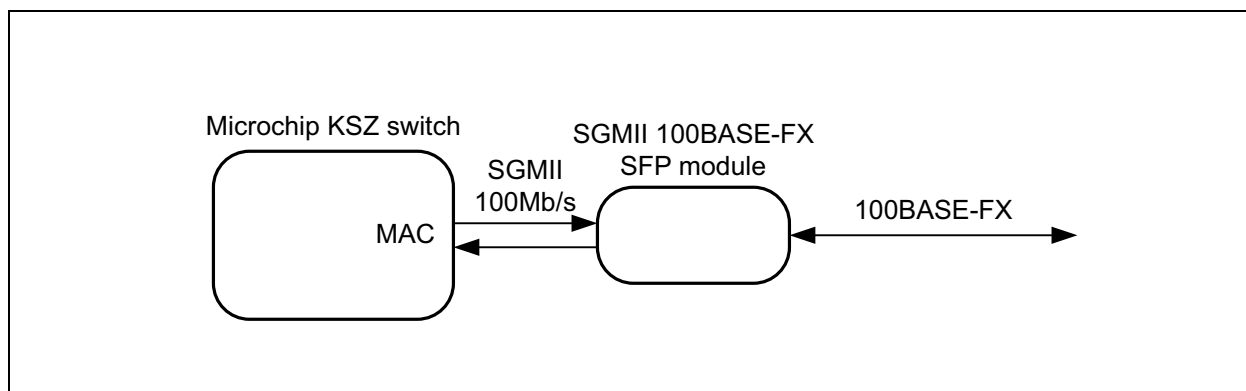 Microchip KSZ switch
SGMII
100Mb/s
MAC
SGMII 100BASE-FX
SFP module
100BASE-FX